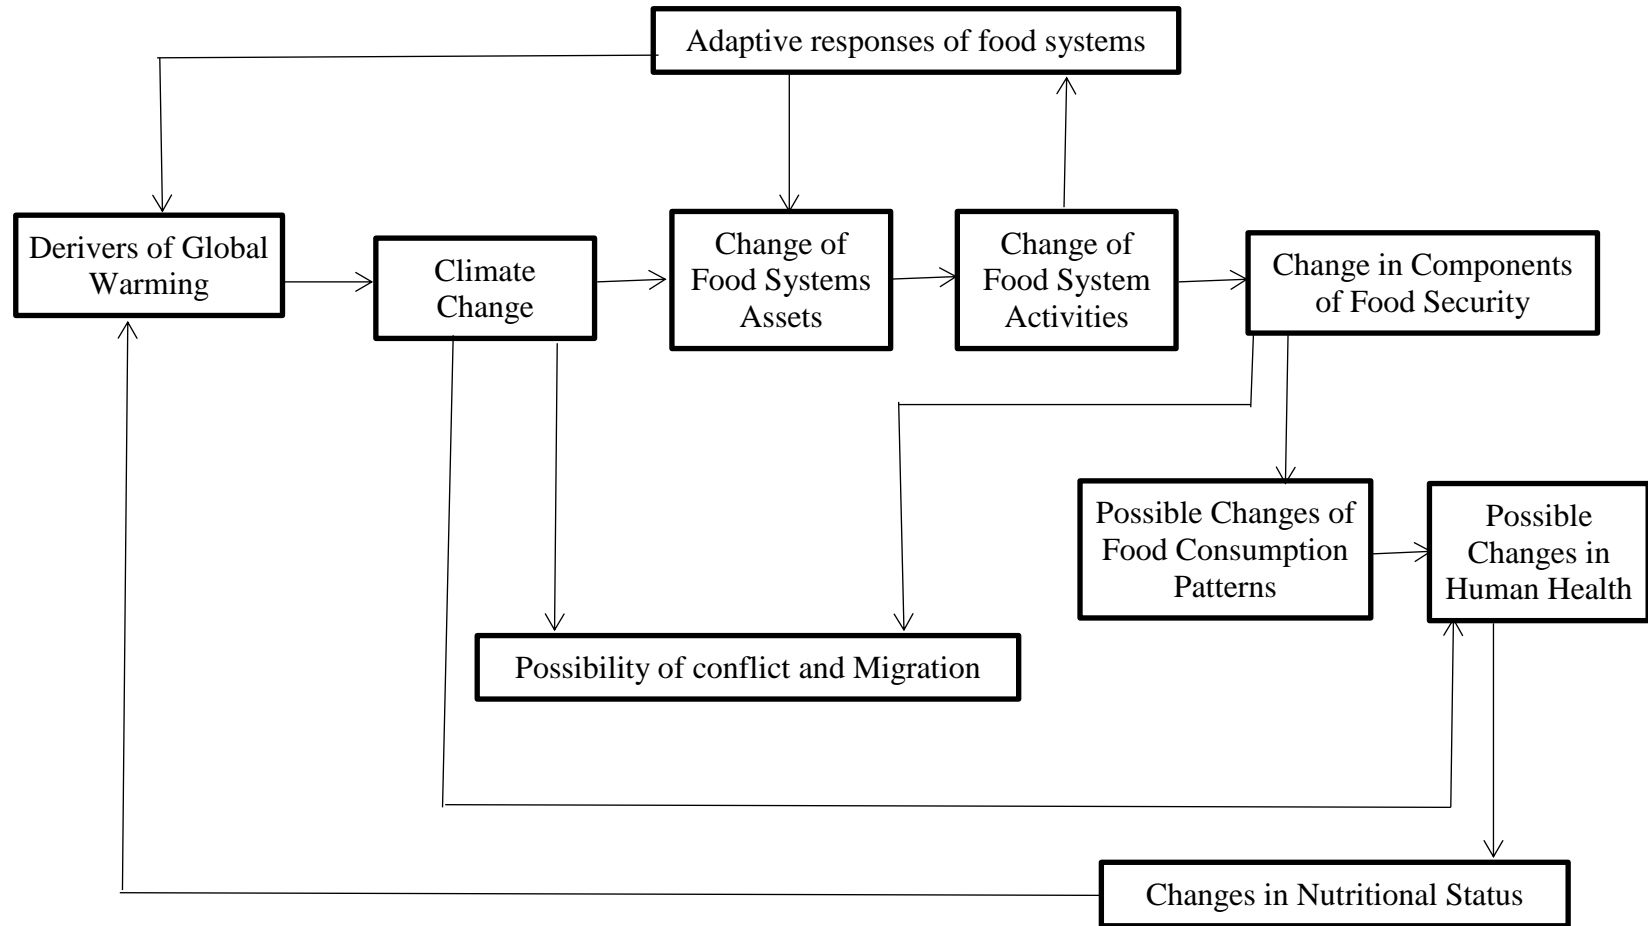 Adaptive responses of food systems
Derivers of Global
Warming
Climate
Change
Change of
Food Systems
Assets
Change of
Food System
Activities
Change in Components
of Food Security
Possible Changes of
Food Consumption
Patterns
Possible
Changes in
Human Health
Possibility of conflict and Migration
Changes in Nutritional Status